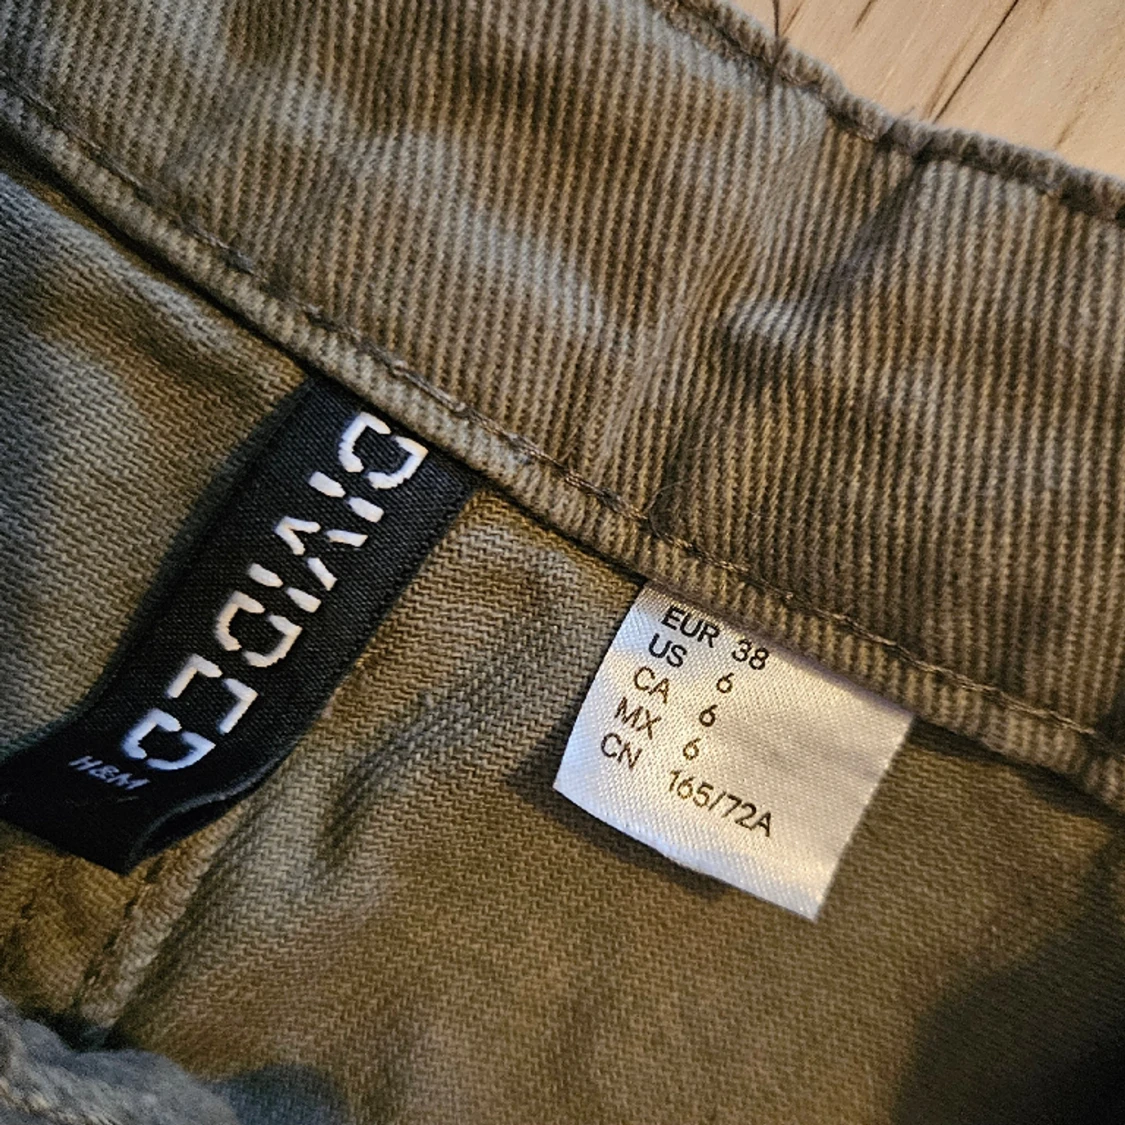 DIVIDED
H&M
EUR 38
US 6
CA 6
MX 6
CN 165/72A